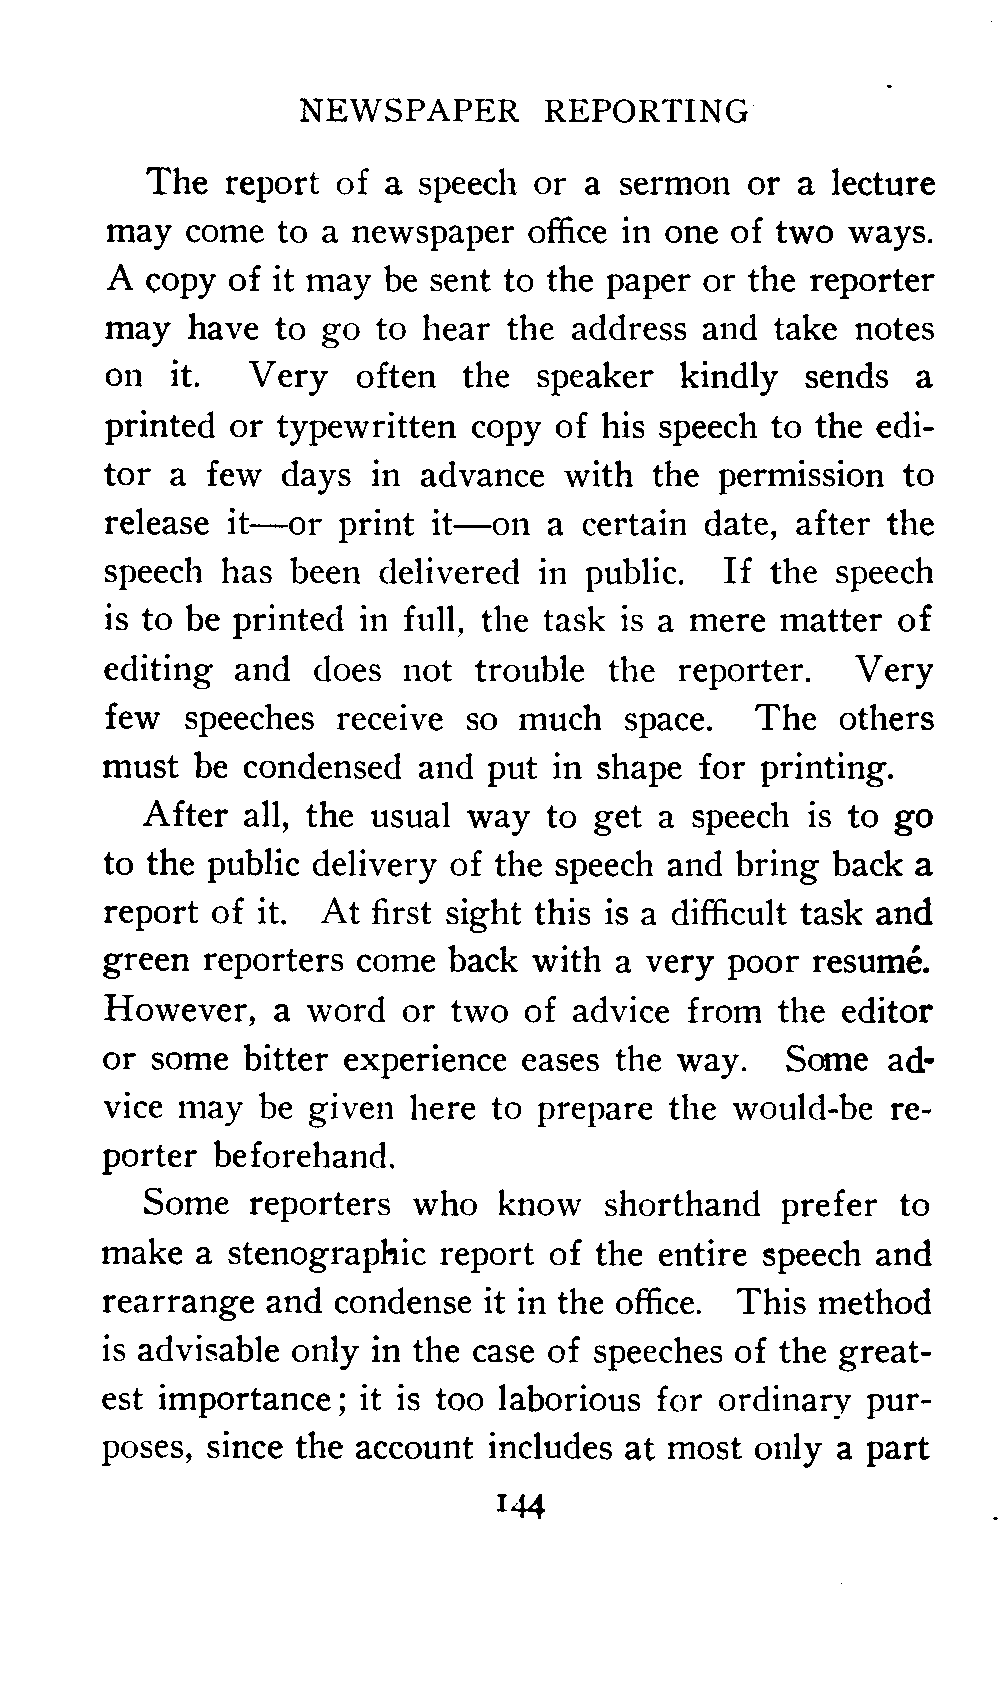 NEWSPAPER REPORTING
The report of a speech or a sermon or a lecture
may come to a newspaper office in one of two ways.
A copy of it may be sent to the paper or the reporter
may have to go to hear the address and take notes
on it. Very often the speaker kindly sends a
printed or typewritten copy of his speech to the edi-
tor a few days in advance with the permission to
release it—or print it—on a certain date, after the
speech has been delivered in public. If the speech
is to be printed in full, the task is a mere matter of
editing and does not trouble the reporter. Very
few speeches receive so much space. The others
must be condensed and put in shape for printing.
After all, the usual way to get a speech is to go
to the public delivery of the speech and bring back a
report of it. At first sight this is a difficult task and
green reporters come back with a very poor resumé.
However, a word or two of advice from the editor
or some bitter experience eases the way. Some ad-
vice may be given here to prepare the would-be re-
porter beforehand.
Some reporters who know shorthand prefer to
make a stenographic report of the entire speech and
rearrange and condense it in the office. This method
is advisable only in the case of speeches of the great-
est importance; it is too laborious for ordinary pur-
poses, since the account includes at most only a part
144